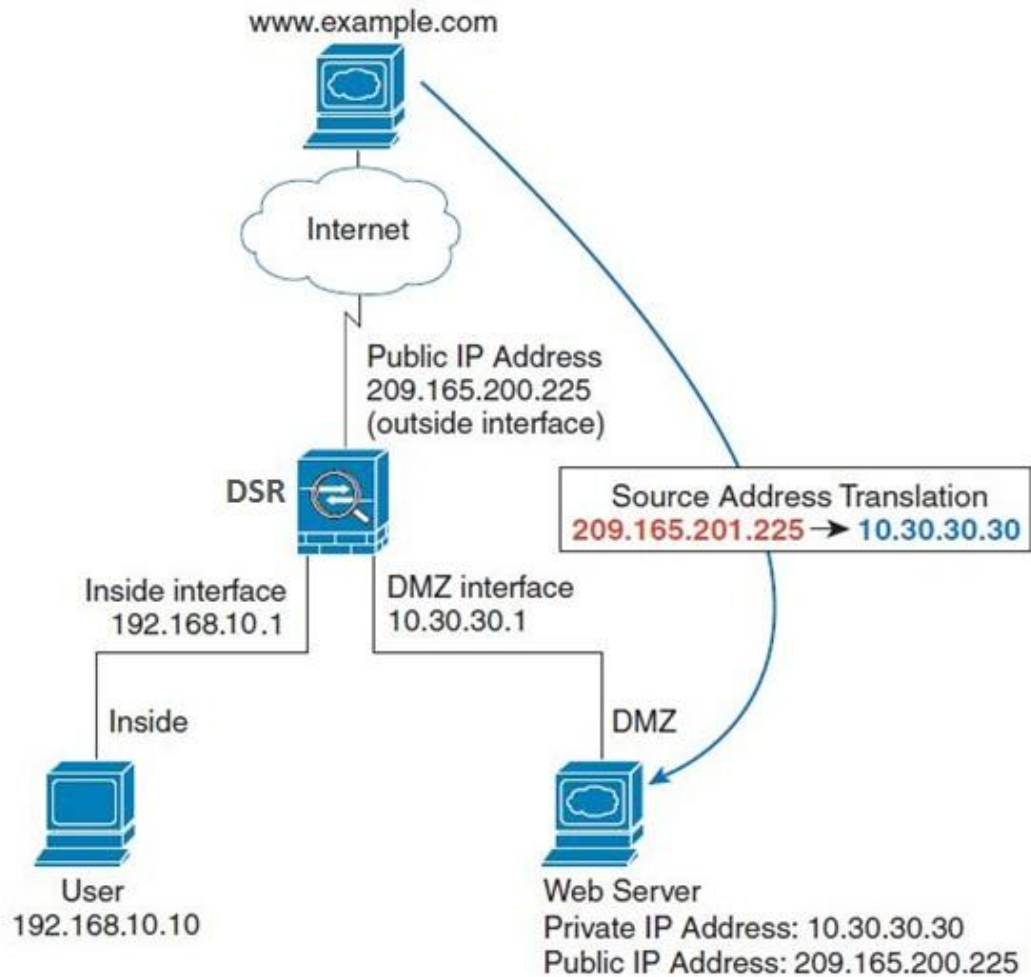 www.example.com
Internet
Public IP Address
209.165.200.225
(outside interface)
DSR
Source Address Translation
209.165.201.225 → 10.30.30.30
Inside interface
192.168.10.1
DMZ interface
10.30.30.1
Inside
DMZ
User
192.168.10.10
Web Server
Private IP Address: 10.30.30.30
Public IP Address: 209.165.200.225